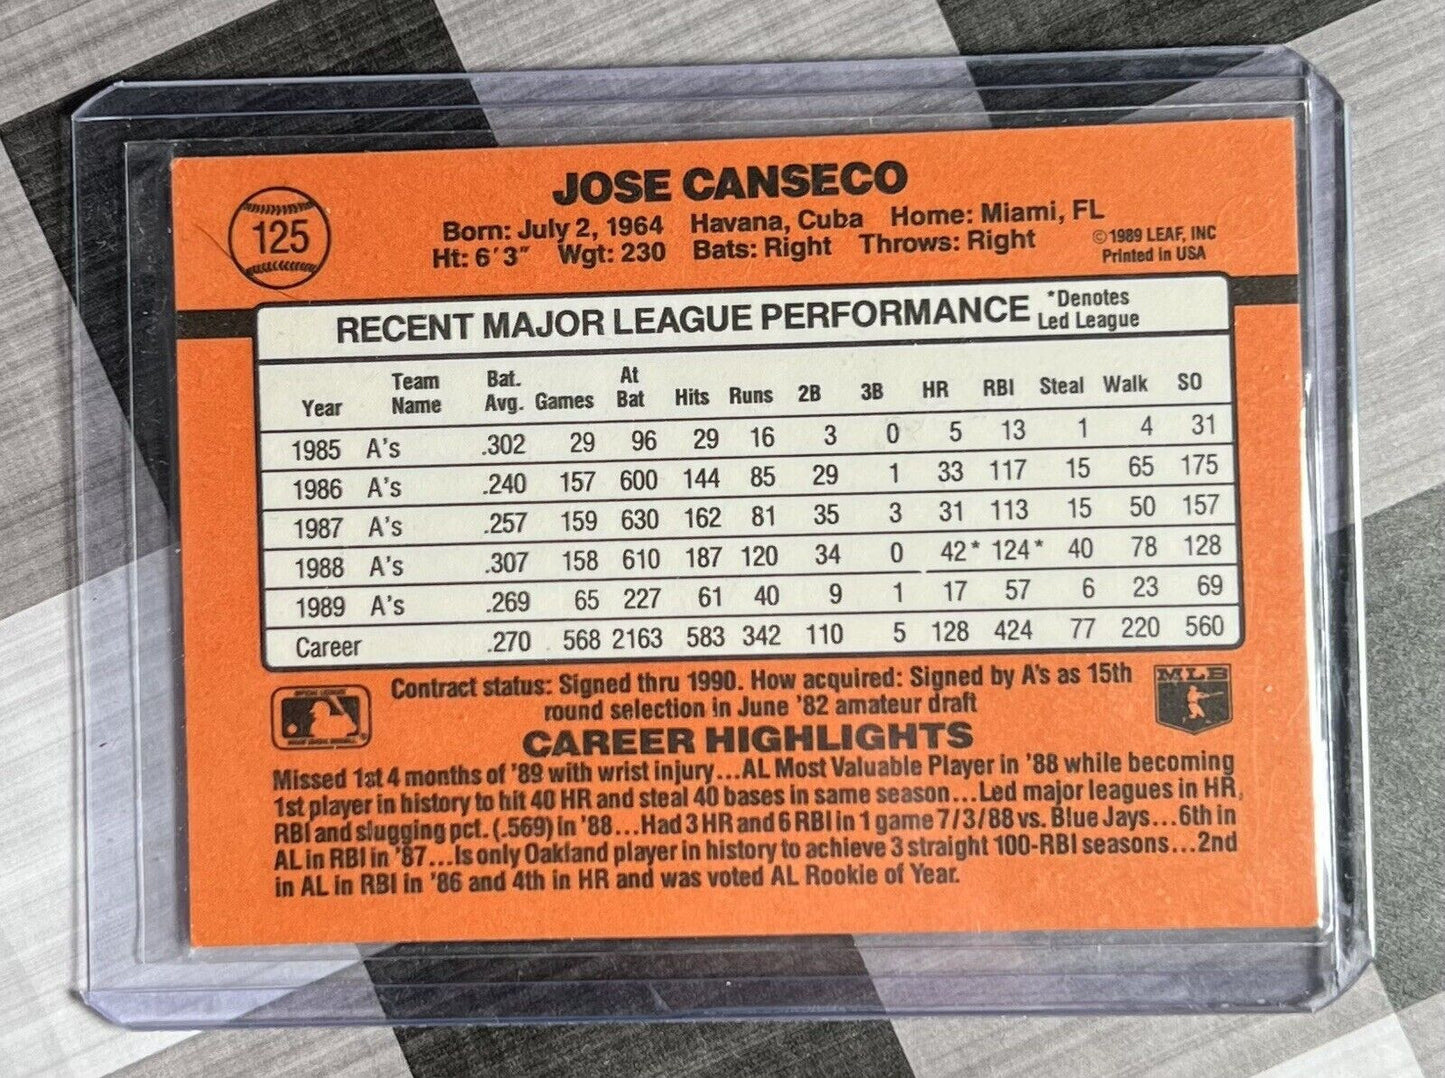 125
JOSE CANSECO
Born: July 2, 1964 Havana, Cuba Home: Miami, FL
Ht: 6'3" Wgt: 230 Bats: Right Throws: Right
©1989 LEAF, INC
Printed in USA
RECENT MAJOR LEAGUE PERFORMANCE
*Denotes
Led League
Year Team Name Bat. Avg. Games At Bat Hits Runs 2B 3B HR RBI Steal Walk SO
1985 A's .302 29 96 29 16 3 0 5 13 1 4 31
1986 A's .240 157 600 144 85 29 1 33 117 15 65 175
1987 A's .257 159 630 162 81 35 3 31 113 15 50 157
1988 A's .307 158 610 187 120 34 0 42* 124* 40 78 128
1989 A's .269 65 227 61 40 9 1 17 57 6 23 69
Career .270 568 2163 583 342 110 5 128 424 77 220 560
Contract status: Signed thru 1990. How acquired: Signed by A's as 15th
round selection in June '82 amateur draft
MLB
CAREER HIGHLIGHTS
Missed 1st 4 months of '89 with wrist injury...AL Most Valuable Player in '88 while becoming
1st player in history to hit 40 HR and steal 40 bases in same season...Led major leagues in HR,
RBI and slugging pct. (.569) in '88...Had 3 HR and 6 RBI in 1 game 7/3/88 vs. Blue Jays...6th in
AL in RBI in '87...Is only Oakland player in history to achieve 3 straight 100-RBI seasons...2nd
in AL in RBI in '86 and 4th in HR and was voted AL Rookie of Year.